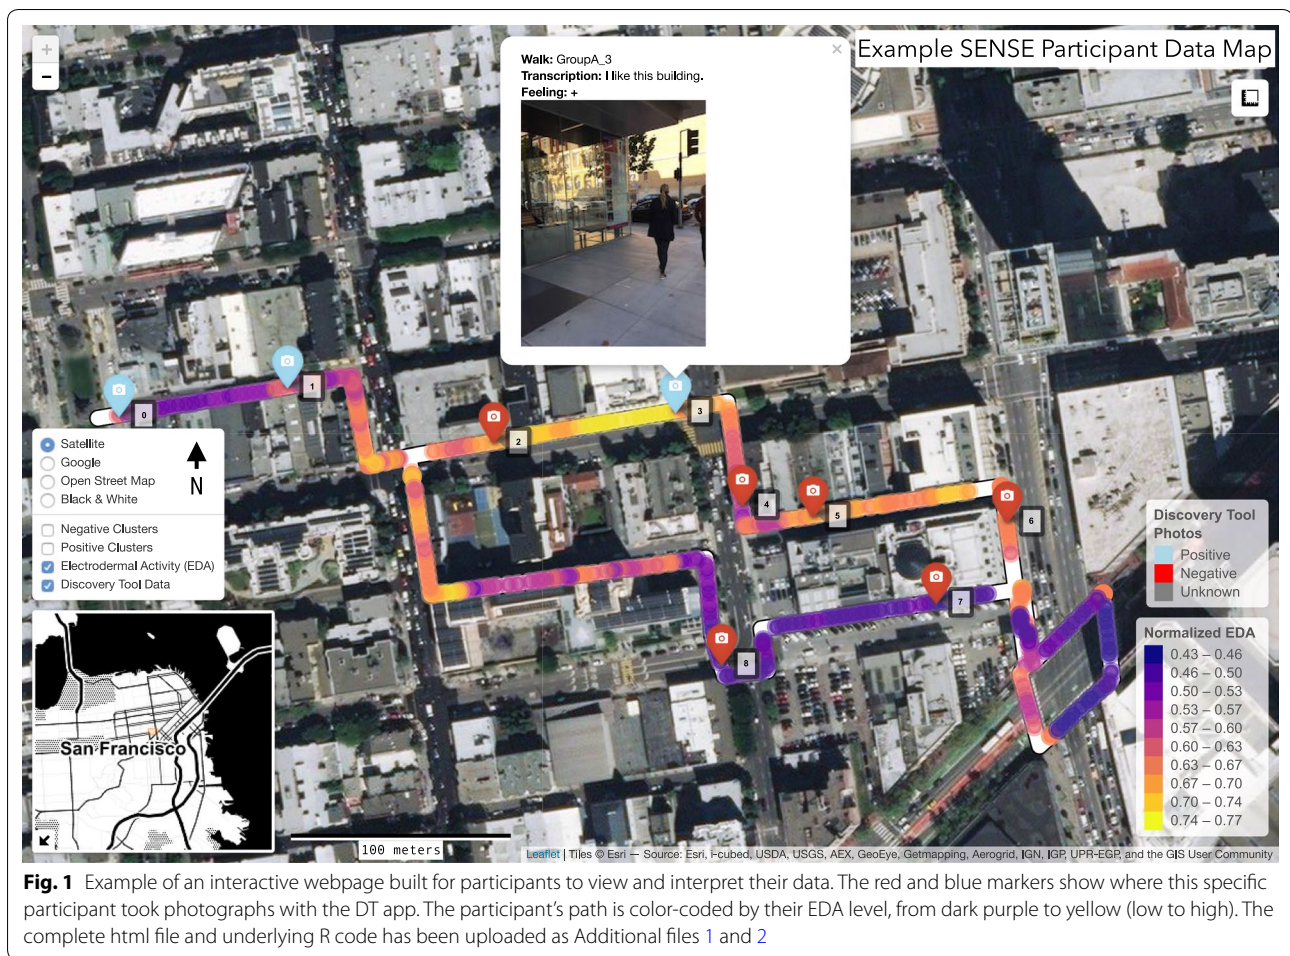 +
−
Example SENSE Participant Data Map
×
Walk: GroupA_3
Transcription: I like this building.
Feeling: +
0
1
2
3
4
5
6
7
8
Satellite
Google
Open Street Map
Black & White
N
Negative Clusters
Positive Clusters
Electrodermal Activity (EDA)
Discovery Tool Data
San Francisco
100 meters
Discovery Tool
Photos
Positive
Negative
Unknown
Normalized EDA
0.43 – 0.46
0.46 – 0.50
0.50 – 0.53
0.53 – 0.57
0.57 – 0.60
0.60 – 0.63
0.63 – 0.67
0.67 – 0.70
0.70 – 0.74
0.74 – 0.77
Leaflet | Tiles © Esri — Source: Esri, i-cubed, USDA, USGS, AEX, GeoEye, Getmapping, Aerogrid, IGN, IGP, UPR-EGP, and the GIS User Community
Fig. 1 Example of an interactive webpage built for participants to view and interpret their data. The red and blue markers show where this specific
participant took photographs with the DT app. The participant's path is color-coded by their EDA level, from dark purple to yellow (low to high). The
complete html file and underlying R code has been uploaded as Additional files 1 and 2